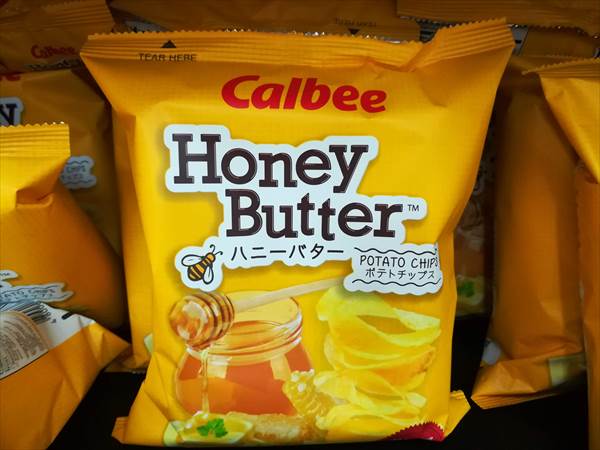 TEAR HERE
Calbee
Honey
Butter™
ハニーバター
POTATO CHIPS
ポテトチップス